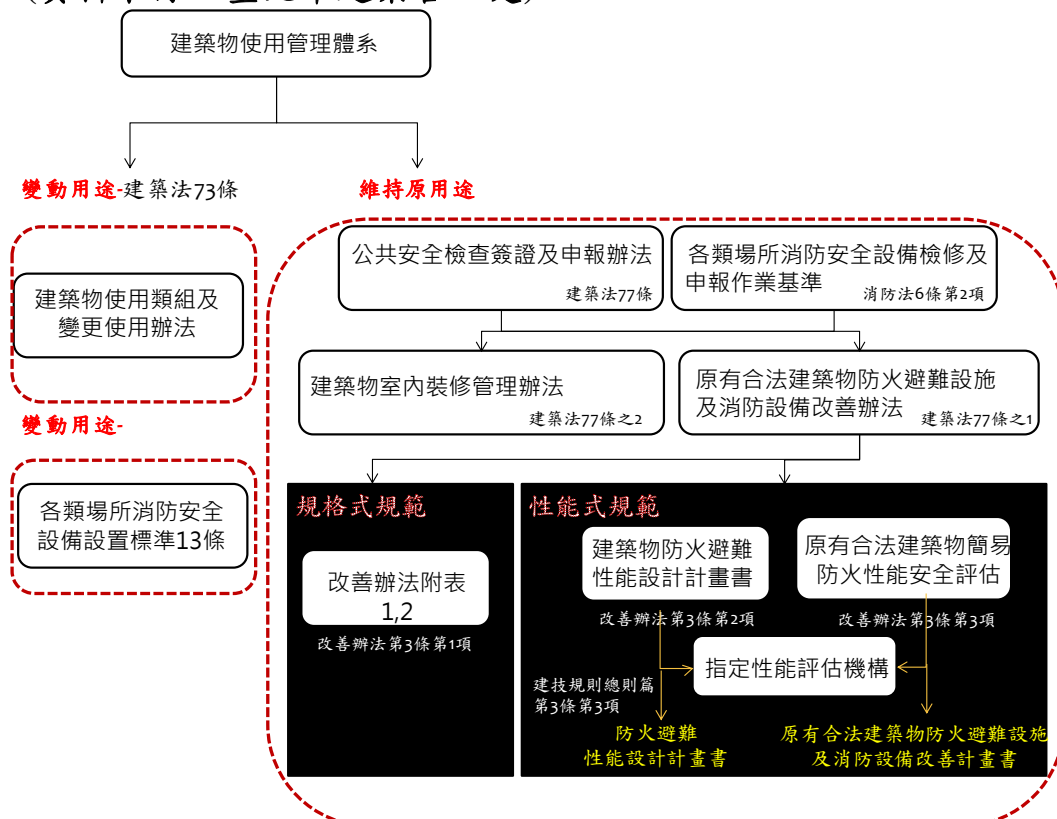 建築物使用管理體系
變動用途-建築法73條
維持原用途
建築物使用類組及
變更使用辦法
公共安全檢查簽證及申報辦法
建築法77條
各類場所消防安全設備檢修及
申報作業基準
消防法6條第2項
建築物室內裝修管理辦法
建築法77條之2
原有合法建築物防火避難設施
及消防設備改善辦法
建築法77條之1
變動用途-
各類場所消防安全
設備設置標準13條
規格式規範
改善辦法附表
1,2
改善辦法第3條第1項
性能式規範
建築物防火避難
性能設計計畫書
改善辦法第3條第2項
原有合法建築物簡易
防火性能安全評估
改善辦法第3條第3項
指定性能評估機構
建技規則總則篇
第3條第3項
防火避難
性能設計計畫書
原有合法建築物防火避難設施
及消防設備改善計畫書